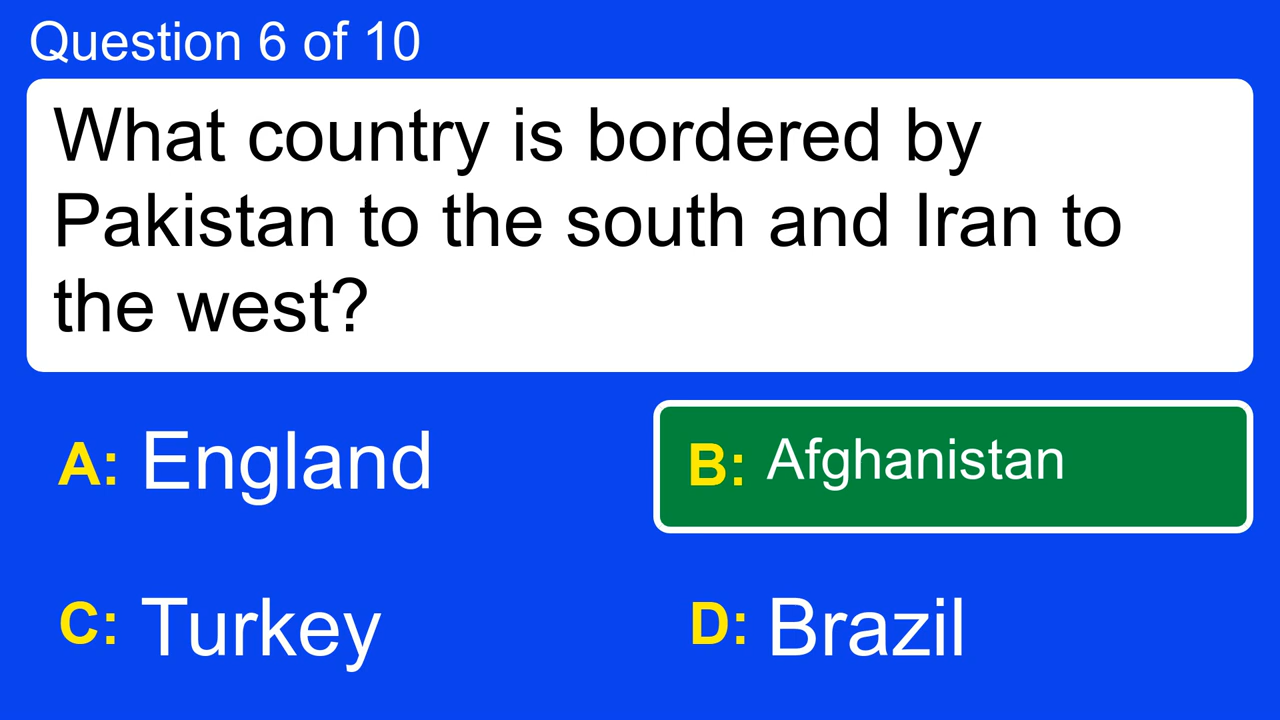 Question 6 of 10
What country is bordered by
Pakistan to the south and Iran to
the west?
A: England
B: Afghanistan
C: Turkey
D: Brazil